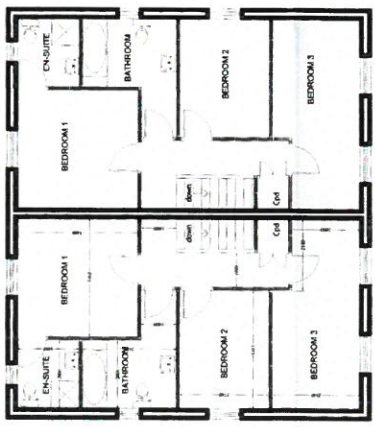 EN-SUITE
BATHROOM
BEDROOM 2
BEDROOM 3
BEDROOM 1
down
Cpd
down
Cpd
BEDROOM 1
EN-SUITE
BATHROOM
BEDROOM 2
BEDROOM 3